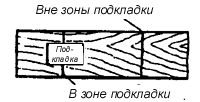 Вне зоны подкладки
Под-
кладка
В зоне подкладки